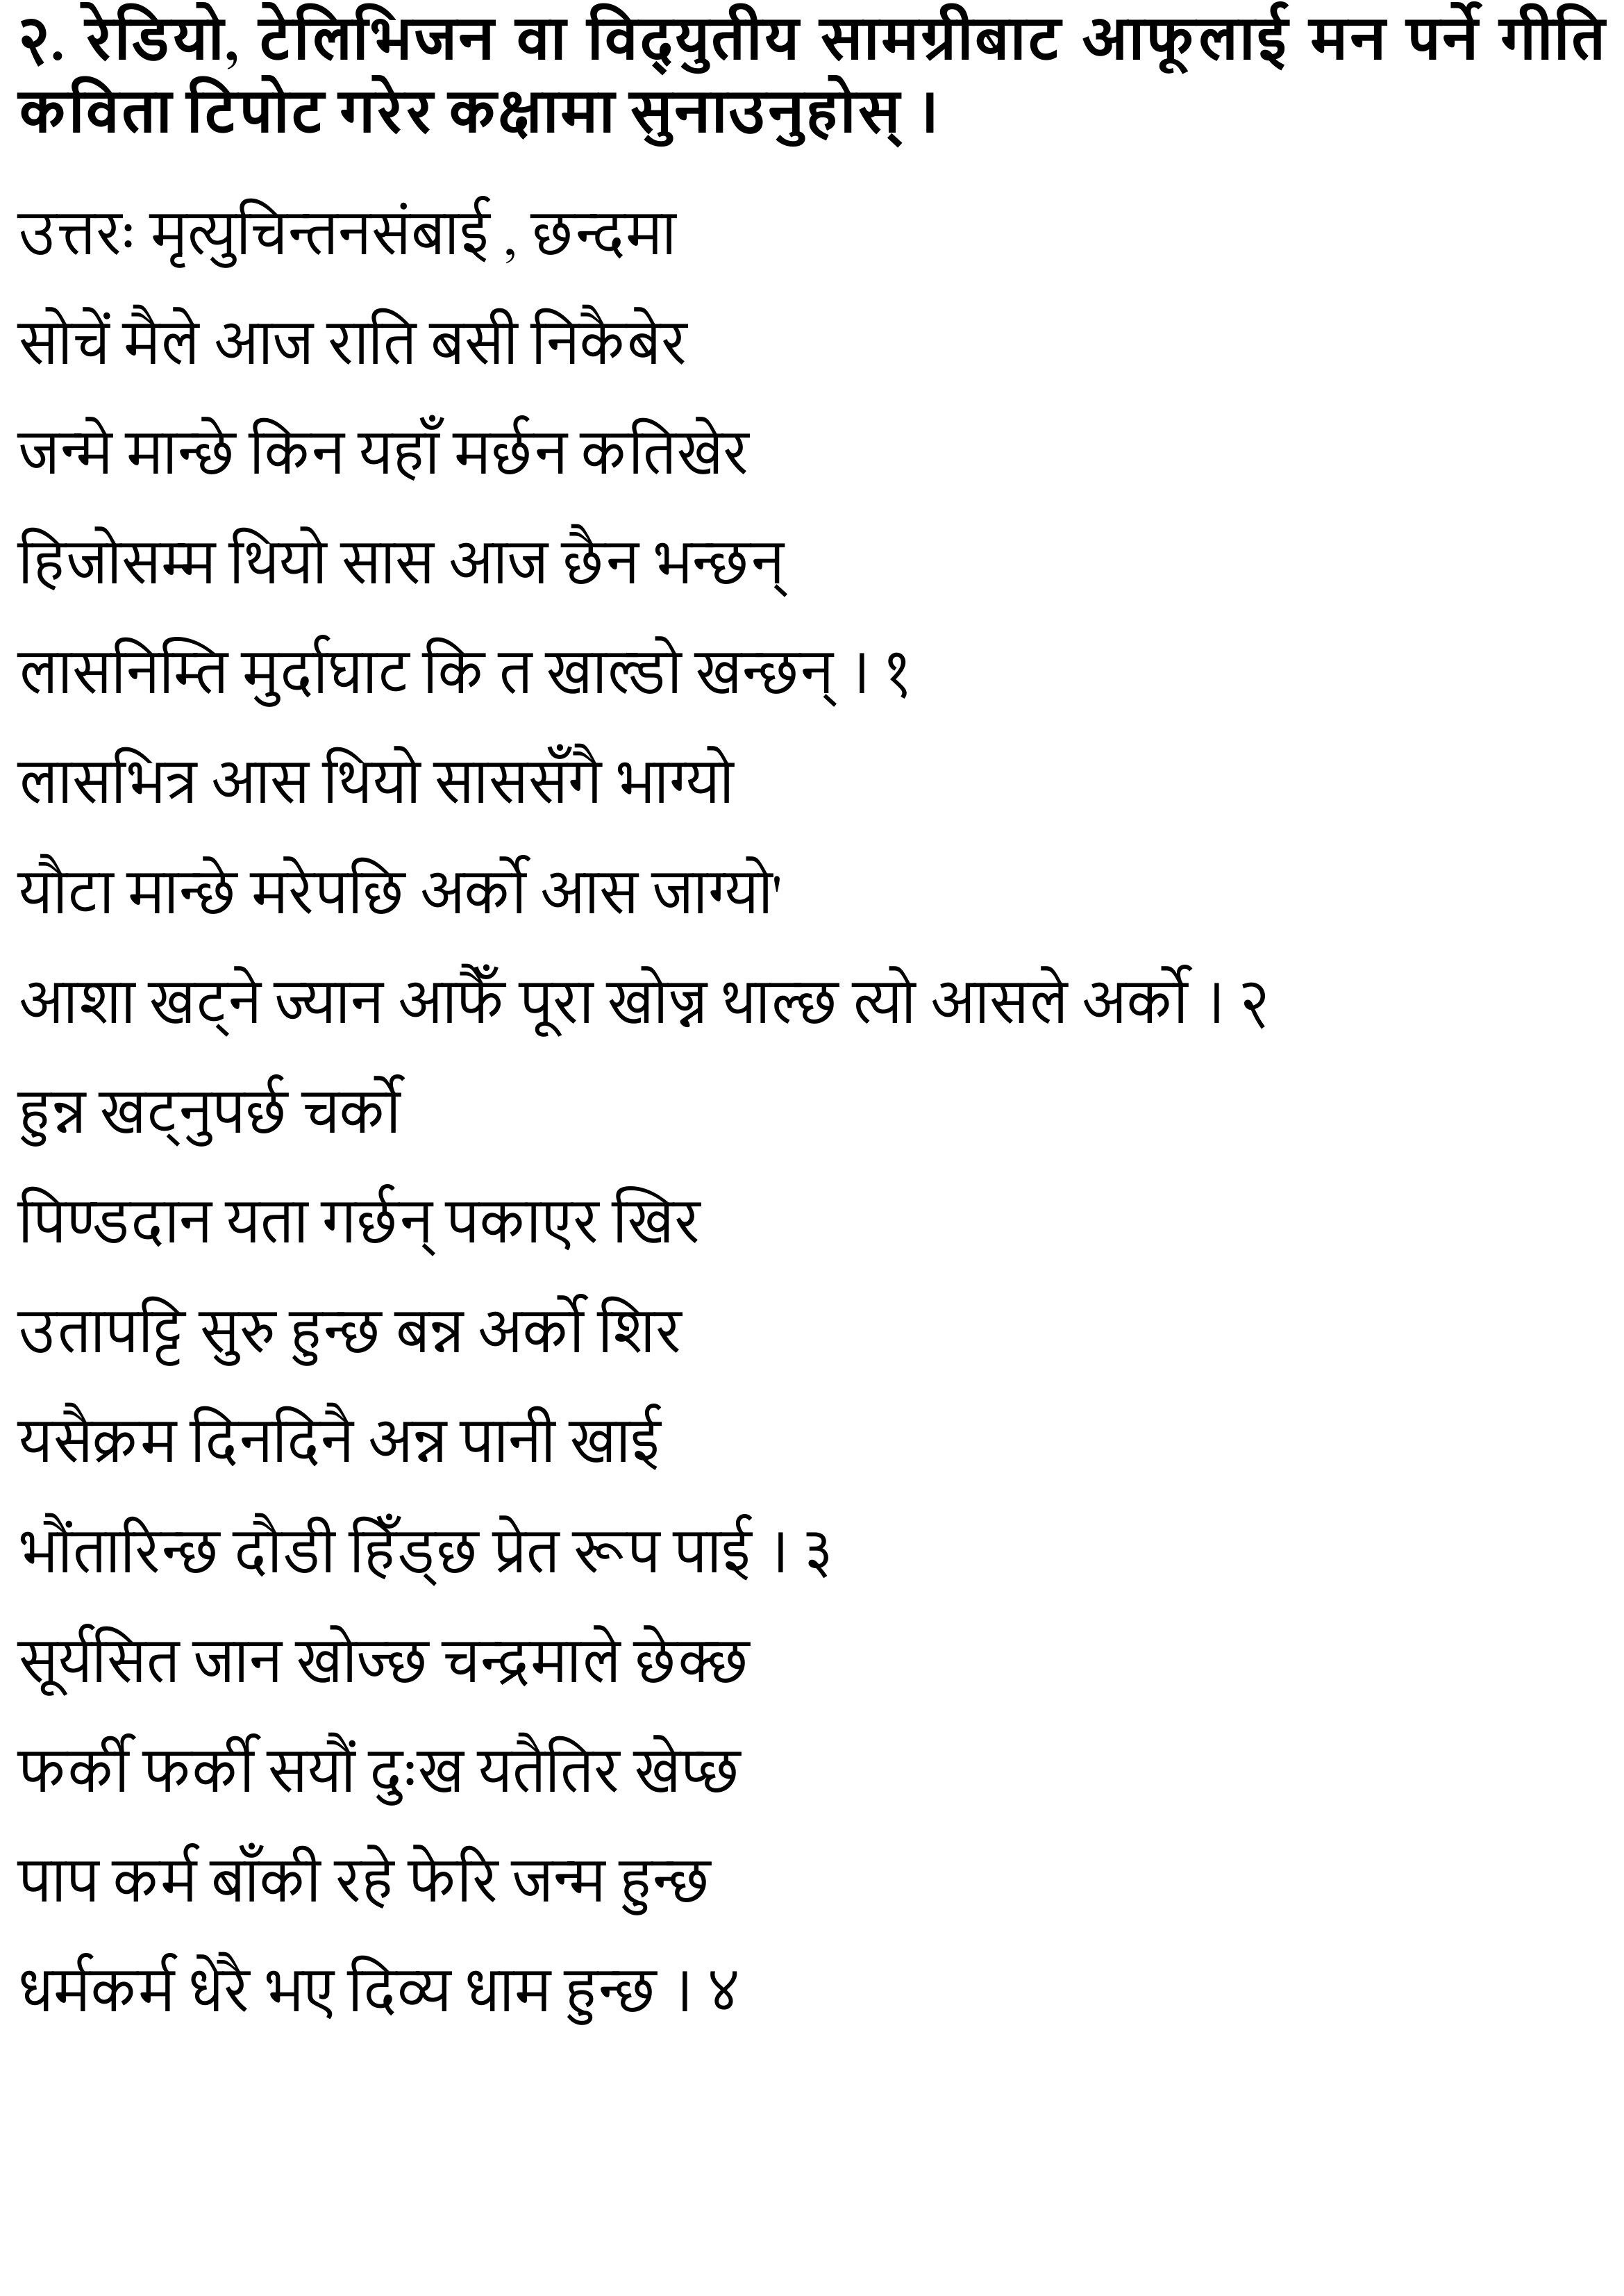 २. रेडियो, टेलिभिजन वा विद्‌युतीय सामग्रीबाट आफूलाई मन पर्ने गीति
कविता टिपोट गरेर कक्षामा सुनाउनुहोस् ।
उत्तरः मृत्युचिन्तनसंबाई , छन्दमा
सोचें मैले आज राति बसी निकैबेर
जन्मे मान्छे किन यहाँ मर्छन कतिखेर
हिजोसम्म थियो सास आज छैन भन्छन्
लासनिम्ति मुर्दाघाट कि त खाल्डो खन्छन् । १
लासभित्र आस थियो साससँगै भाग्यो
यौटा मान्छे मरेपछि अर्को आस जाग्यो'
आशा खट्ने ज्यान आफैँ पूरा खोज्न थाल्छ त्यो आसले अर्को । २
हुन्न खट्नुपर्छ चर्को
पिण्डदान यता गर्छन् पकाएर खिर
उतापट्टि सुरु हुन्छ बन्न अर्को शिर
यसैक्रम दिनदिनै अन्न पानी खाई
भौंतारिन्छ दौडी हिँड्छ प्रेत रूप पाई । ३
सूर्यसित जान खोज्छ चन्द्रमाले छेक्छ
फर्की फर्की सयौं दुःख यतैतिर खेप्छ
पाप कर्म बाँकी रहे फेरि जन्म हुन्छ
धर्मकर्म धेरै भए दिव्य धाम हुन्छ । ४